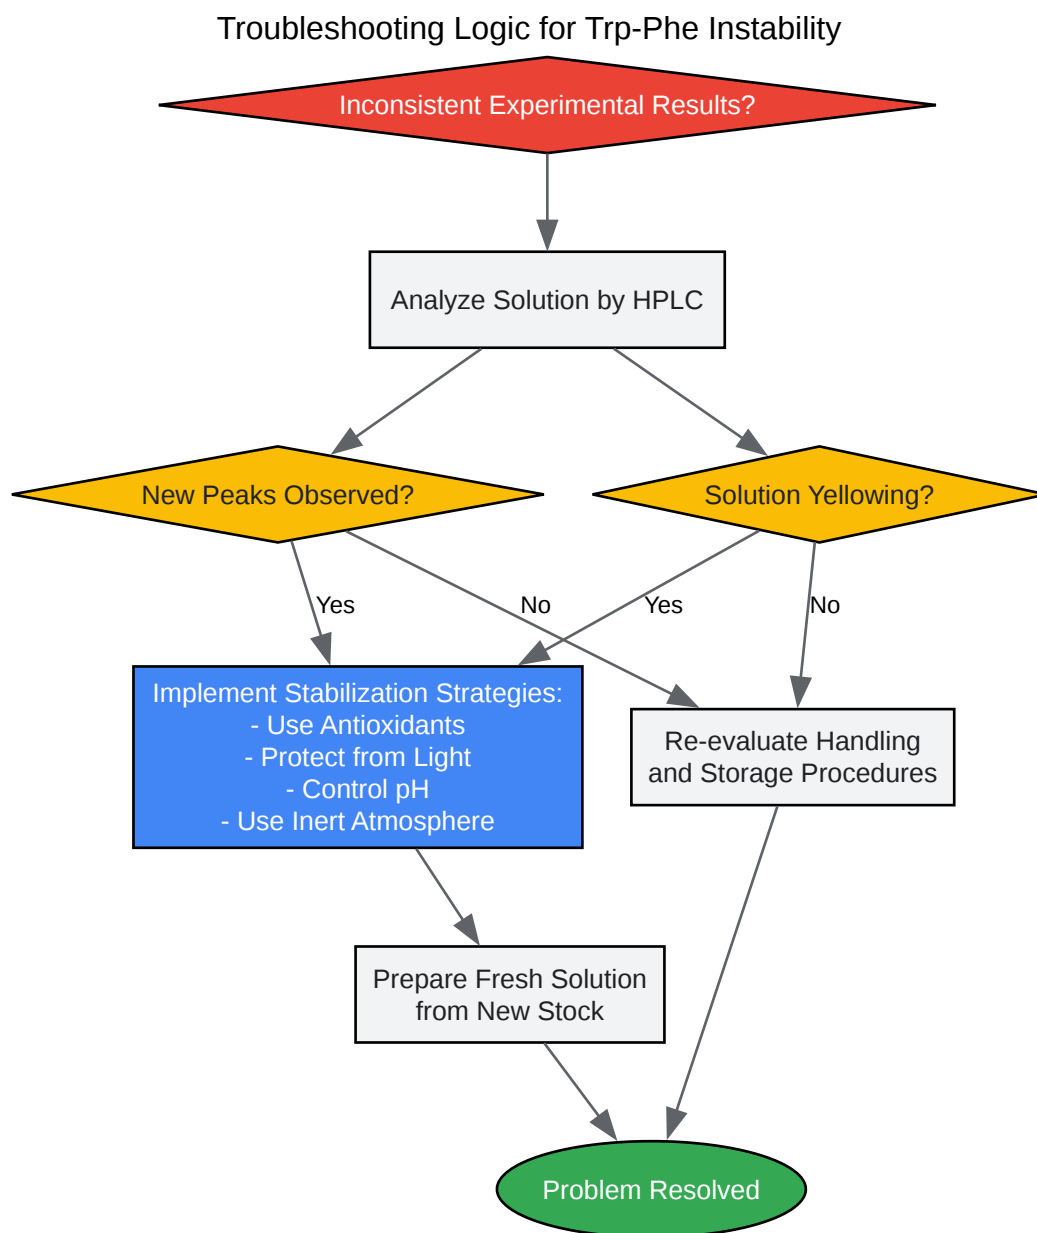 Troubleshooting Logic for Trp-Phe Instability
Inconsistent Experimental Results?
Analyze Solution by HPLC
New Peaks Observed?
Solution Yellowing?
Yes
No
Yes
No
Implement Stabilization Strategies:
- Use Antioxidants
- Protect from Light
- Control pH
- Use Inert Atmosphere
Re-evaluate Handling
and Storage Procedures
Prepare Fresh Solution
from New Stock
Problem Resolved